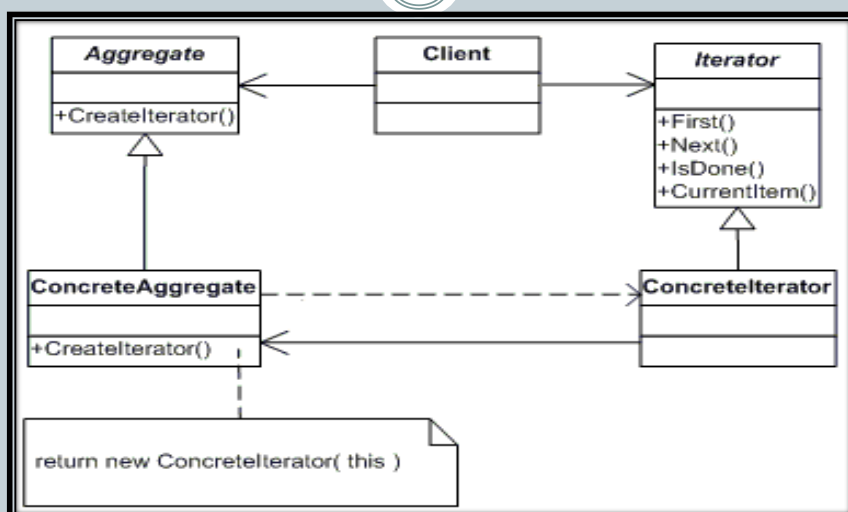 Aggregate
+CreateIterator()
Client
Iterator
+First()
+Next()
+IsDone()
+CurrentItem()
ConcreteAggregate
+CreateIterator()
ConcreteIterator
return new ConcreteIterator( this )